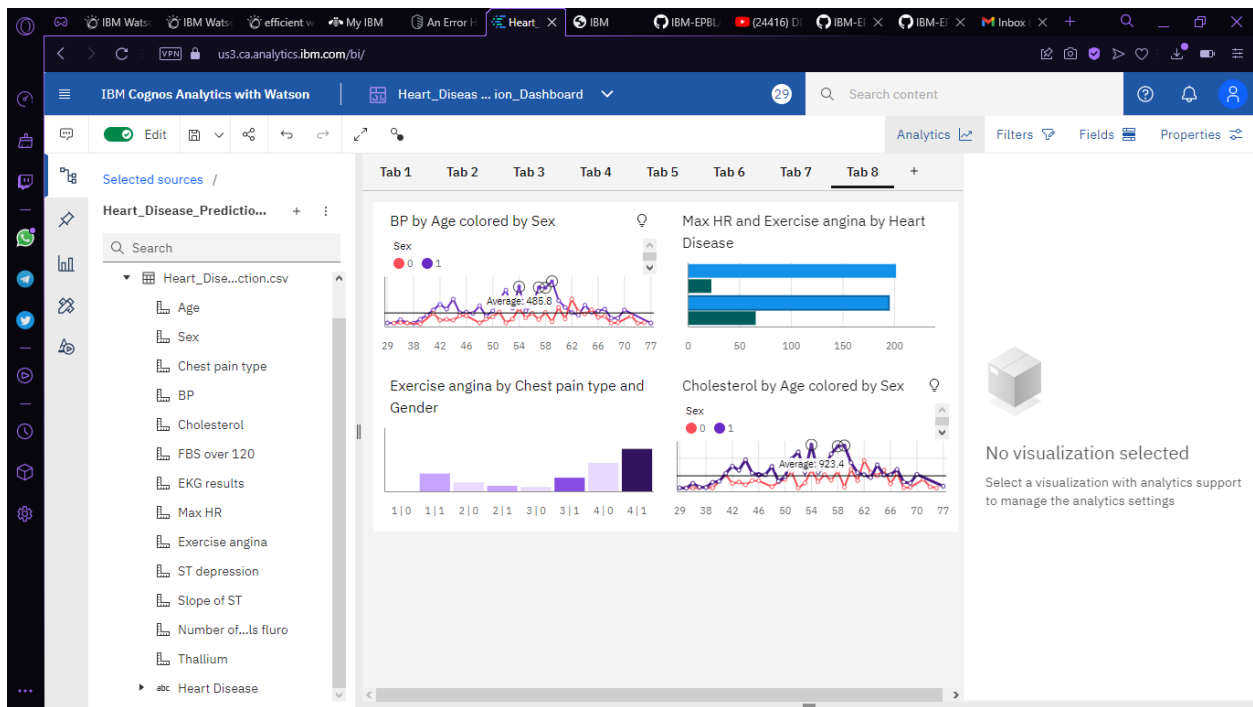 IBM Wats
IBM Wats
efficient w
My IBM
An Error H
Heart_
IBM
IBM-EPBL/
(24416) D
IBM-EF
IBM-EF
Inbox (
VPN
us3.ca.analytics.ibm.com/bi/
IBM Cognos Analytics with Watson
Heart_Diseas ... ion_Dashboard
29
Search content
Edit
Analytics
Filters
Fields
Properties
Selected sources /
Heart_Disease_Predictio...
Search
Heart_Dise...ction.csv
Age
Sex
Chest pain type
BP
Cholesterol
FBS over 120
EKG results
Max HR
Exercise angina
ST depression
Slope of ST
Number of...ls fluro
Thallium
abc Heart Disease
Tab 1 Tab 2 Tab 3 Tab 4 Tab 5 Tab 6 Tab 7 Tab 8 +
BP by Age colored by Sex
Sex
0 1
Average: 485.8
29 38 42 46 50 54 58 62 66 70 77
Max HR and Exercise angina by Heart
Disease
0 50 100 150 200
Exercise angina by Chest pain type and
Gender
1|0 1|1 2|0 2|1 3|0 3|1 4|0 4|1
Cholesterol by Age colored by Sex
Sex
0 1
Average: 923.4
29 38 42 46 50 54 58 62 66 70 77
No visualization selected
Select a visualization with analytics support
to manage the analytics settings